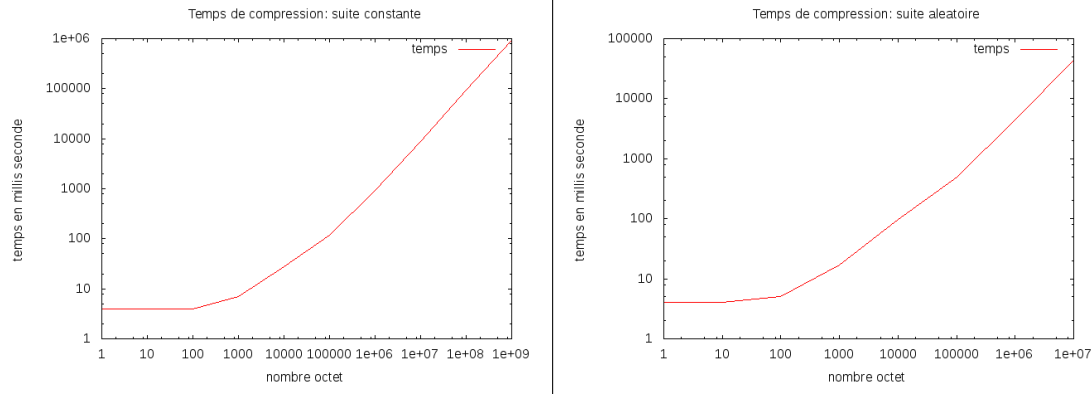 Temps de compression: suite constante
temps
1e+06
100000
10000
1000
100
10
1
temps en millis seconde
1 10 100 1000 10000 100000 1e+06 1e+07 1e+08 1e+09
nombre octet
Temps de compression: suite aleatoire
temps
100000
10000
1000
100
10
1
temps en millis seconde
1 10 100 1000 10000 100000 1e+06 1e+07
nombre octet